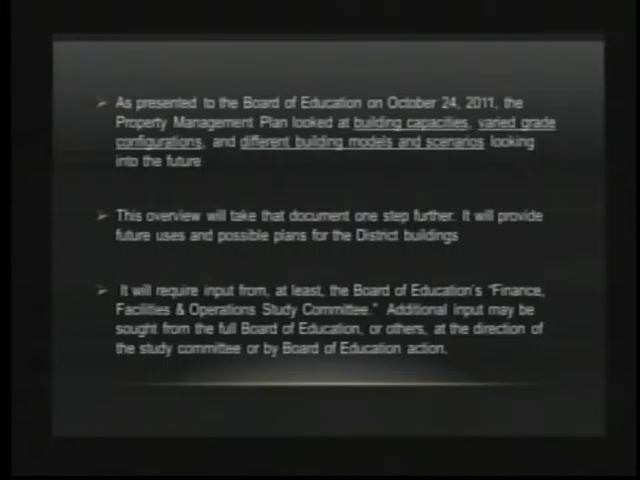 ➢ As presented to the Board of Education on October 24, 2011, the
Property Management Plan looked at building capacities, varied grade
configurations, and different building models and scenarios looking
into the future
➢ This overview will take that document one step further. It will provide
future uses and possible plans for the District buildings
➢ It will require input from, at least, the Board of Education's "Finance,
Facilities & Operations Study Committee." Additional input may be
sought from the full Board of Education, or others, at the direction of
the study committee or by Board of Education action.